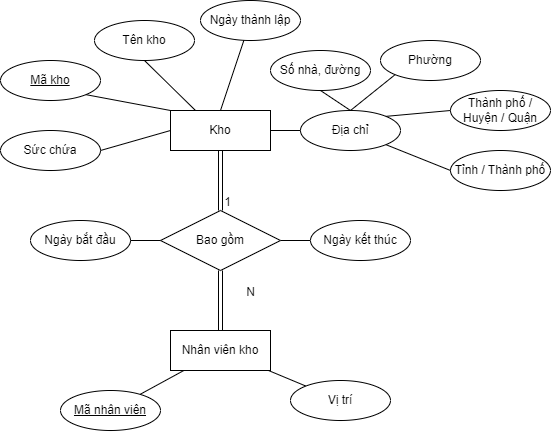 Ngày thành lập
Tên kho
Mã kho
Số nhà, đường
Phường
Thành phố /
Huyện / Quận
Kho
Địa chỉ
Sức chứa
Tỉnh / Thành phố
1
Ngày bắt đầu
Bao gồm
Ngày kết thúc
N
Nhân viên kho
Mã nhân viên
Vị trí